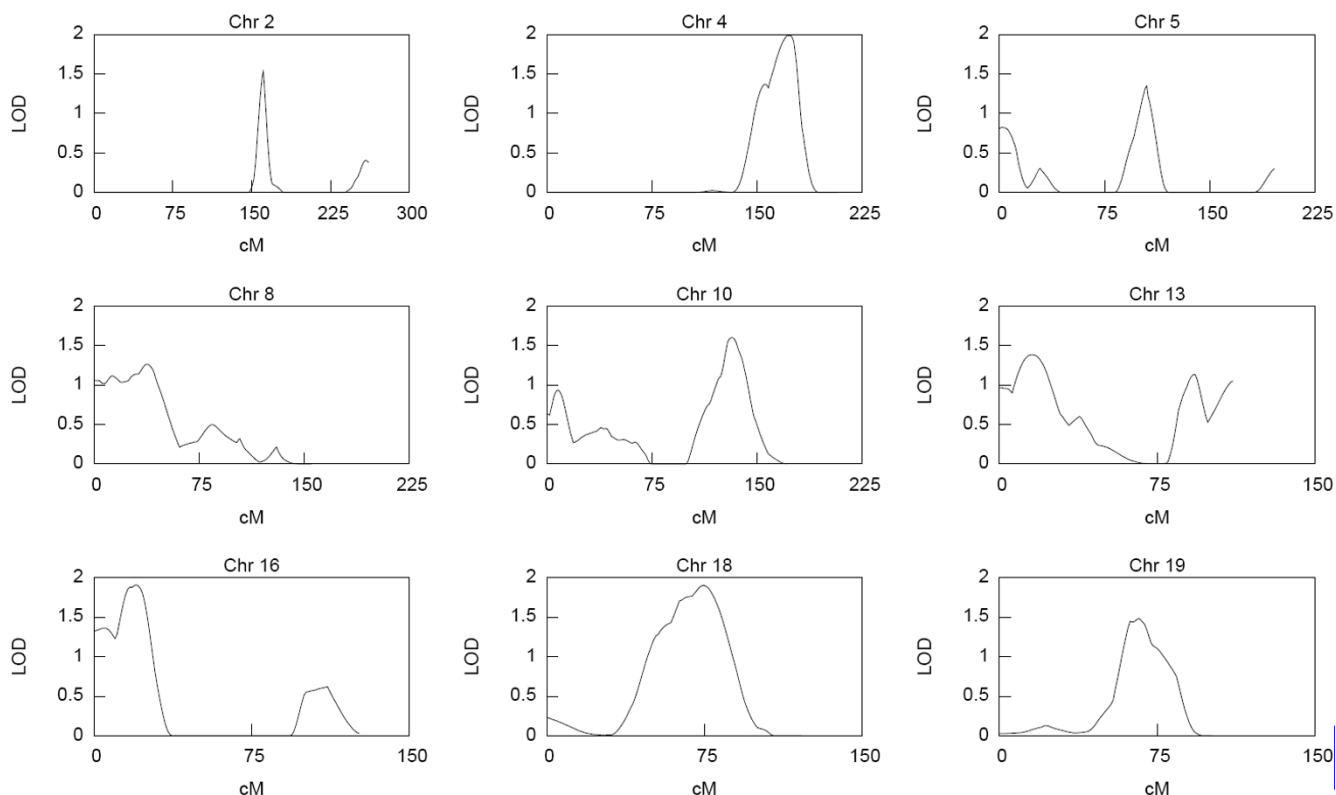 Chr 2 Chr 4 Chr 5
2 2 2
1.5 1.5 1.5
LOD 1 LOD 1 LOD 1
0.5 0.5 0.5
0 0 0
0 75 150 225 300 0 75 150 225 0 75 150 225
cM cM cM
Chr 8 Chr 10 Chr 13
2 2 2
1.5 1.5 1.5
LOD 1 LOD 1 LOD 1
0.5 0.5 0.5
0 0 0
0 75 150 225 0 75 150 225 0 75 150
cM cM cM
Chr 16 Chr 18 Chr 19
2 2 2
1.5 1.5 1.5
LOD 1 LOD 1 LOD 1
0.5 0.5 0.5
0 0 0
0 75 150 0 75 150 0 75 150
cM cM cM